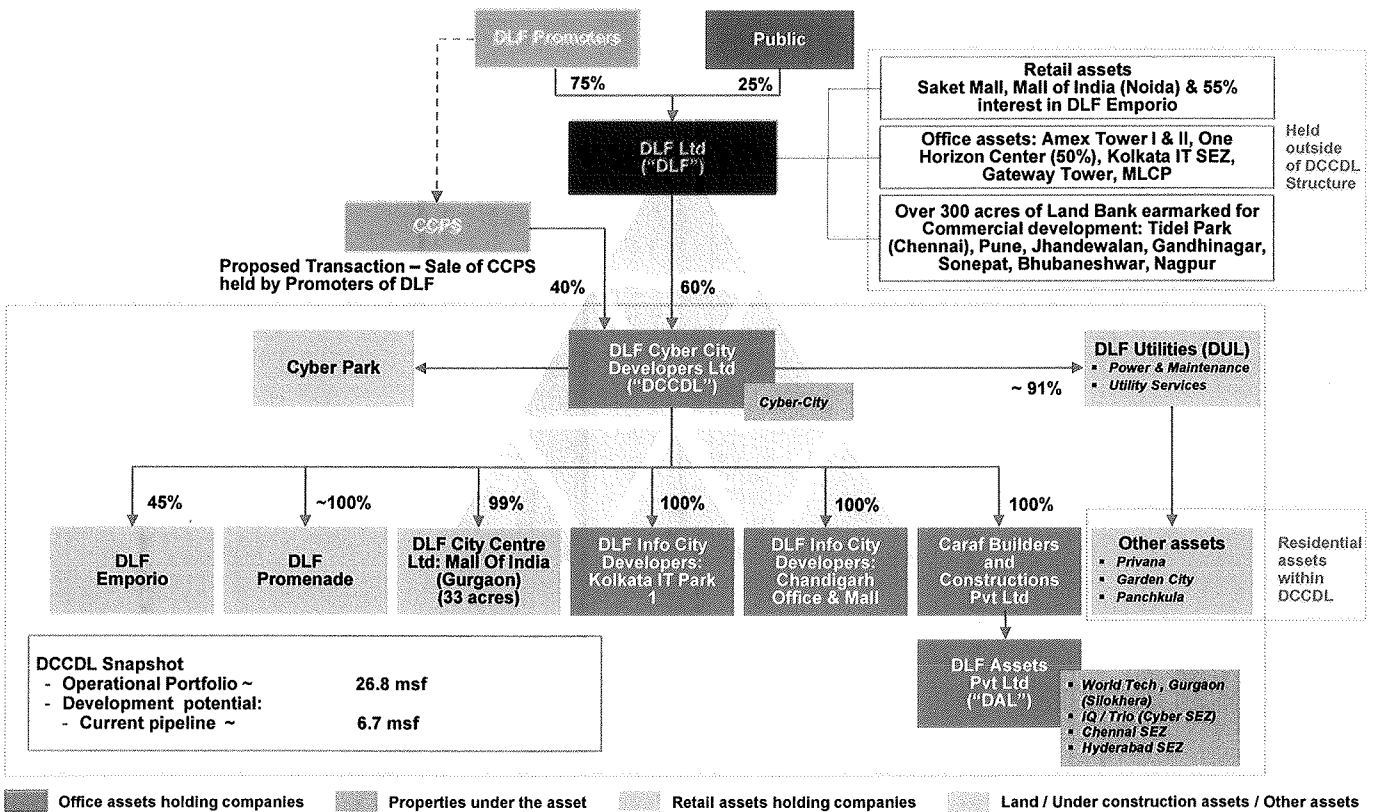 DLF Promoters
Public
75%
25%
Retail assets
Saket Mall, Mall of India (Noida) & 55%
interest in DLF Emporio
DLF Ltd
("DLF")
Office assets: Amex Tower I & II, One
Horizon Center (50%), Kolkata IT SEZ,
Gateway Tower, MLCP
Held
outside
of DCCDL
Structure
CCPS
Over 300 acres of Land Bank earmarked for
Commercial development: Tidel Park
(Chennai), Pune, Jhandewalan, Gandhinagar,
Sonepat, Bhubaneshwar, Nagpur
Proposed Transaction – Sale of CCPS
held by Promoters of DLF
40%
60%
Cyber Park
DLF Cyber City
Developers Ltd
("DCCDL")
Cyber-City
~ 91%
DLF Utilities (DUL)
▪ Power & Maintenance
▪ Utility Services
45%
~100%
99%
100%
100%
100%
DLF
Emporio
DLF
Promenade
DLF City Centre
Ltd: Mall Of India
(Gurgaon)
(33 acres)
DLF Info City
Developers:
Kolkata IT Park
1
DLF Info City
Developers:
Chandigarh
Office & Mall
Caraf Builders
and
Constructions
Pvt Ltd
Other assets
▪ Privana
▪ Garden City
▪ Panchkula
Residential
assets
within
DCCDL
DCCDL Snapshot
- Operational Portfolio ~ 26.8 msf
- Development potential:
- Current pipeline ~ 6.7 msf
DLF Assets
Pvt Ltd
("DAL")
▪ World Tech , Gurgaon
(Silokhera)
▪ IQ / Trio (Cyber SEZ)
▪ Chennai SEZ
▪ Hyderabad SEZ
Office assets holding companies
Properties under the asset
Retail assets holding companies
Land / Under construction assets / Other assets